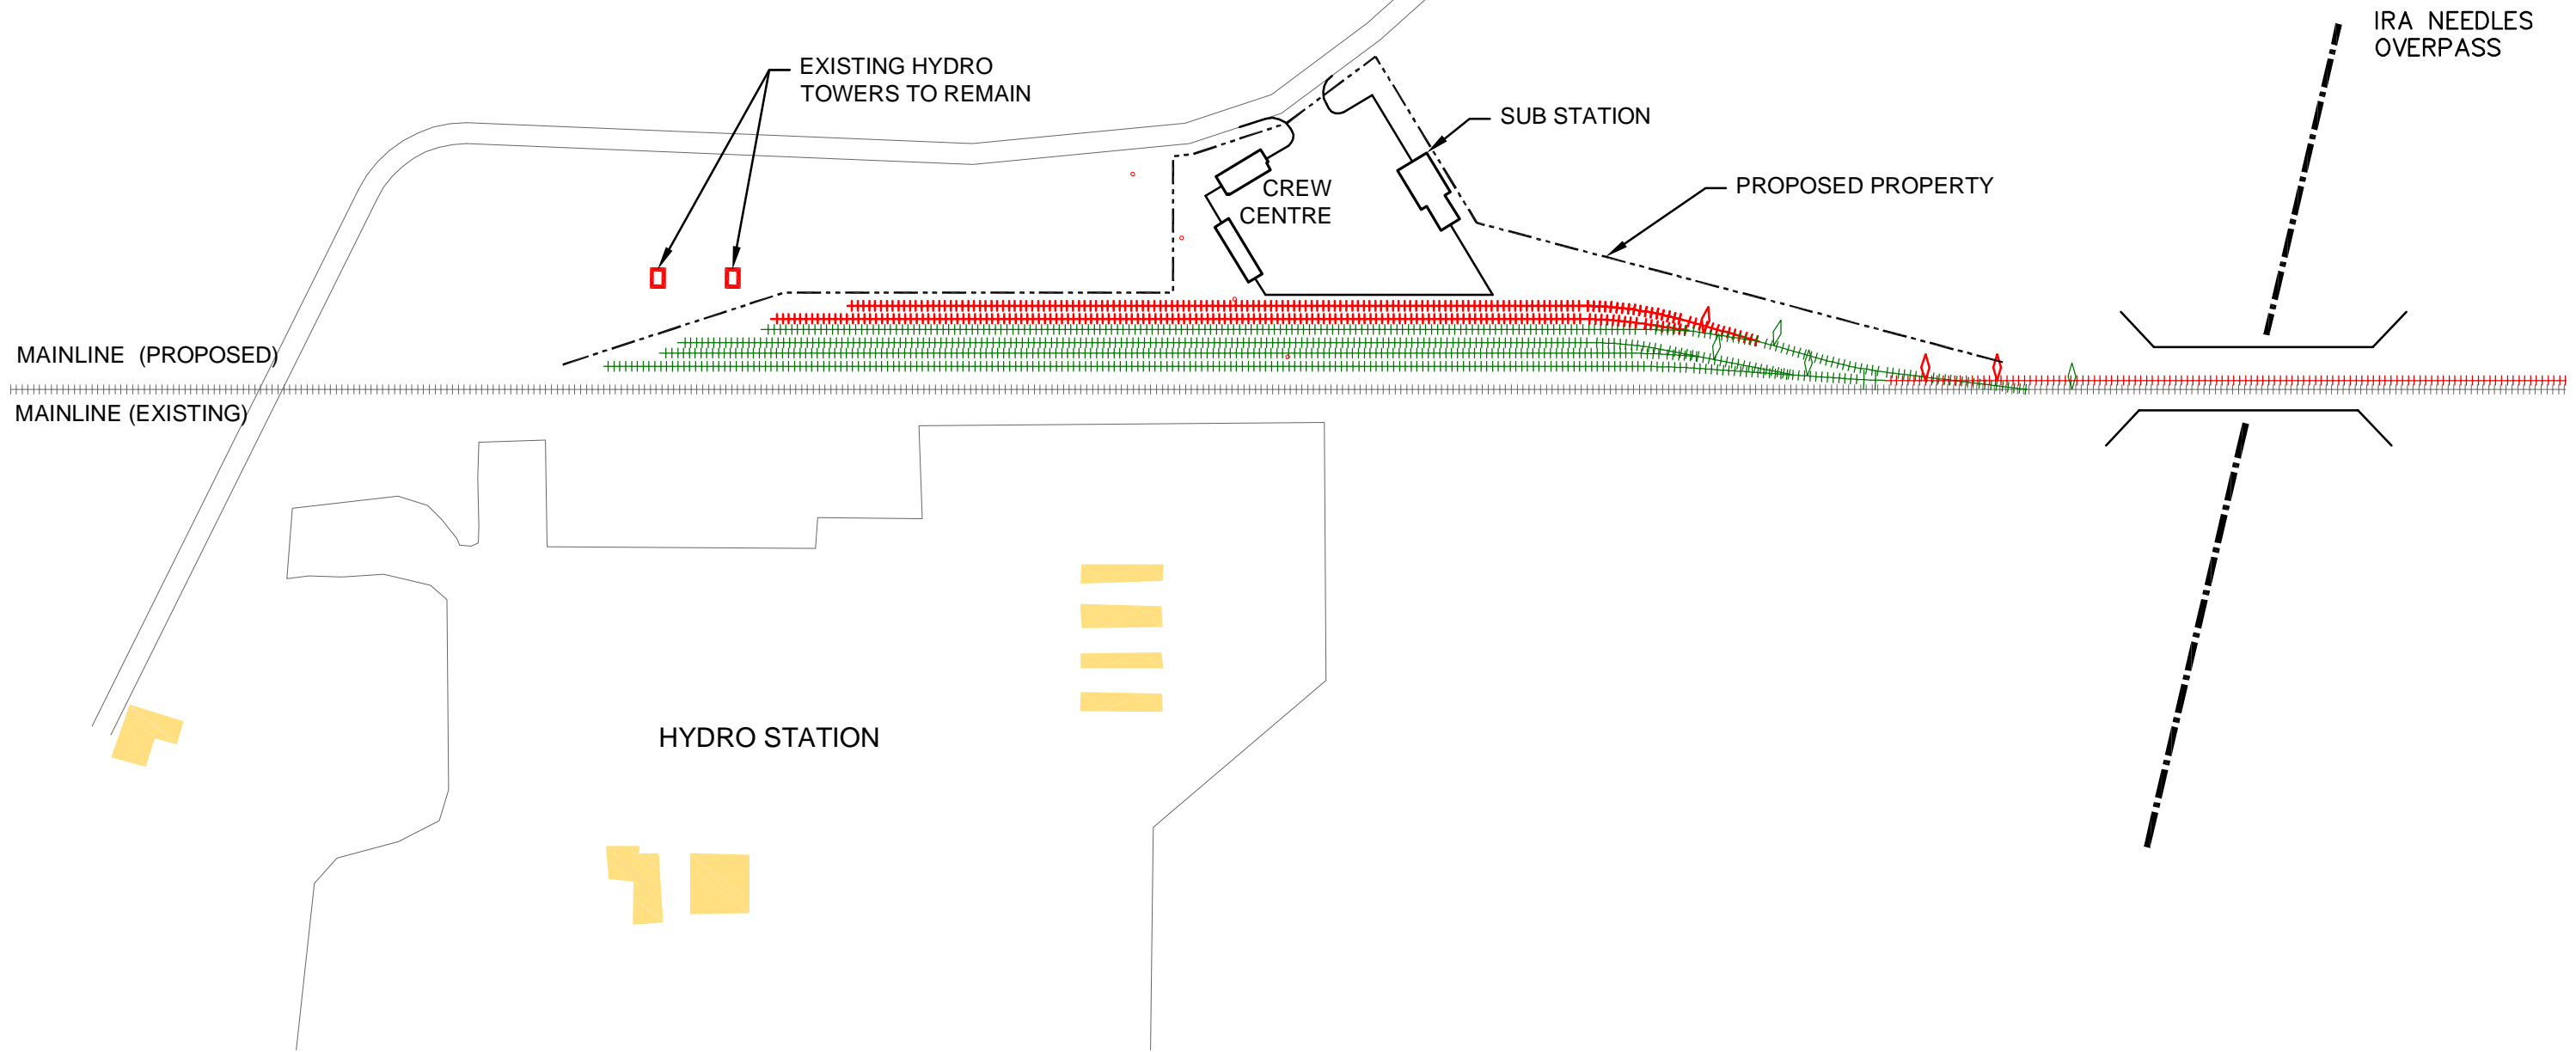 IRA NEEDLES
OVERPASS
EXISTING HYDRO
TOWERS TO REMAIN
SUB STATION
CREW
CENTRE
PROPOSED PROPERTY
MAINLINE (PROPOSED)
MAINLINE (EXISTING)
HYDRO STATION